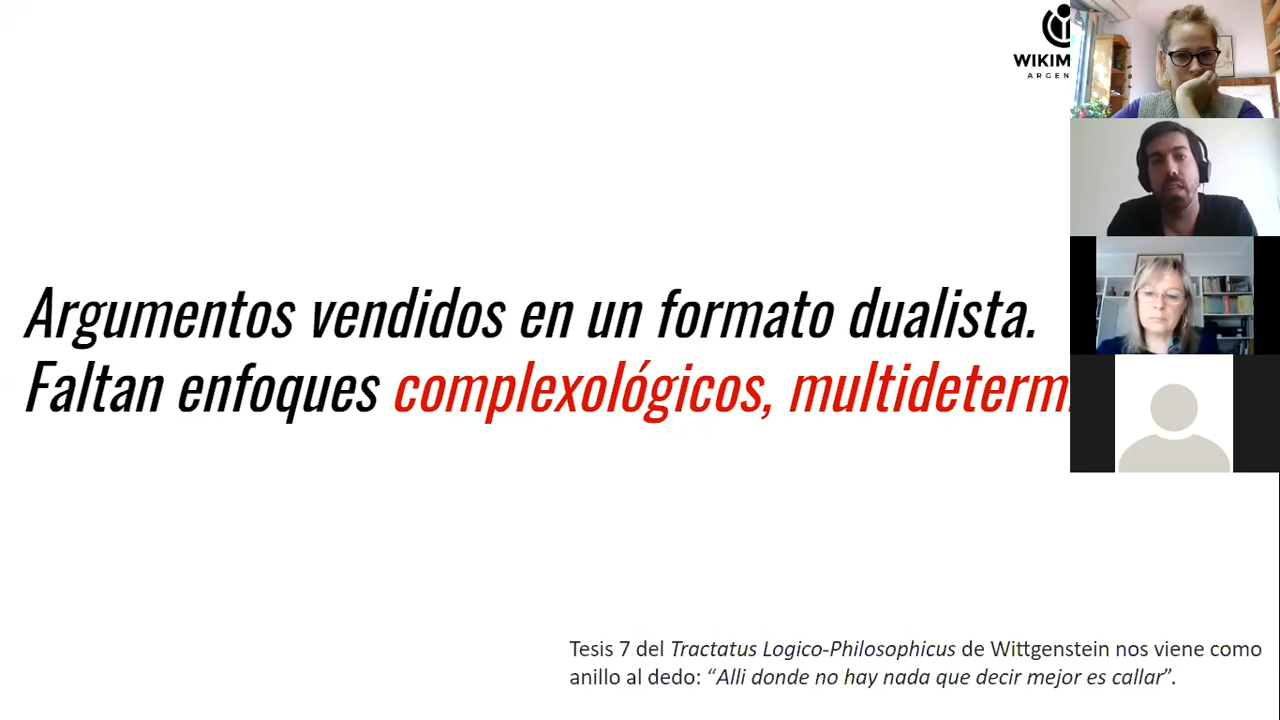 WIKIM
ARGEN
Argumentos vendidos en un formato dualista.
Faltan enfoques complexológicos, multideterm
Tesis 7 del Tractatus Logico-Philosophicus de Wittgenstein nos viene como
anillo al dedo: “Alli donde no hay nada que decir mejor es callar”.